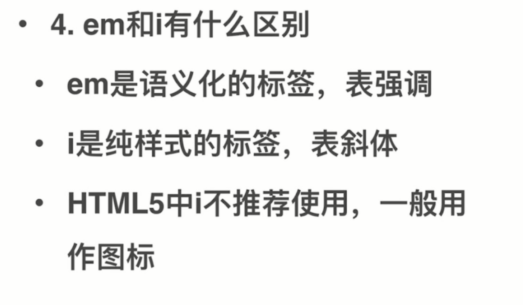 • 4. em和i有什么区别
• em是语义化的标签，表强调
• i是纯样式的标签，表斜体
• HTML5中i不推荐使用，一般用
作图标